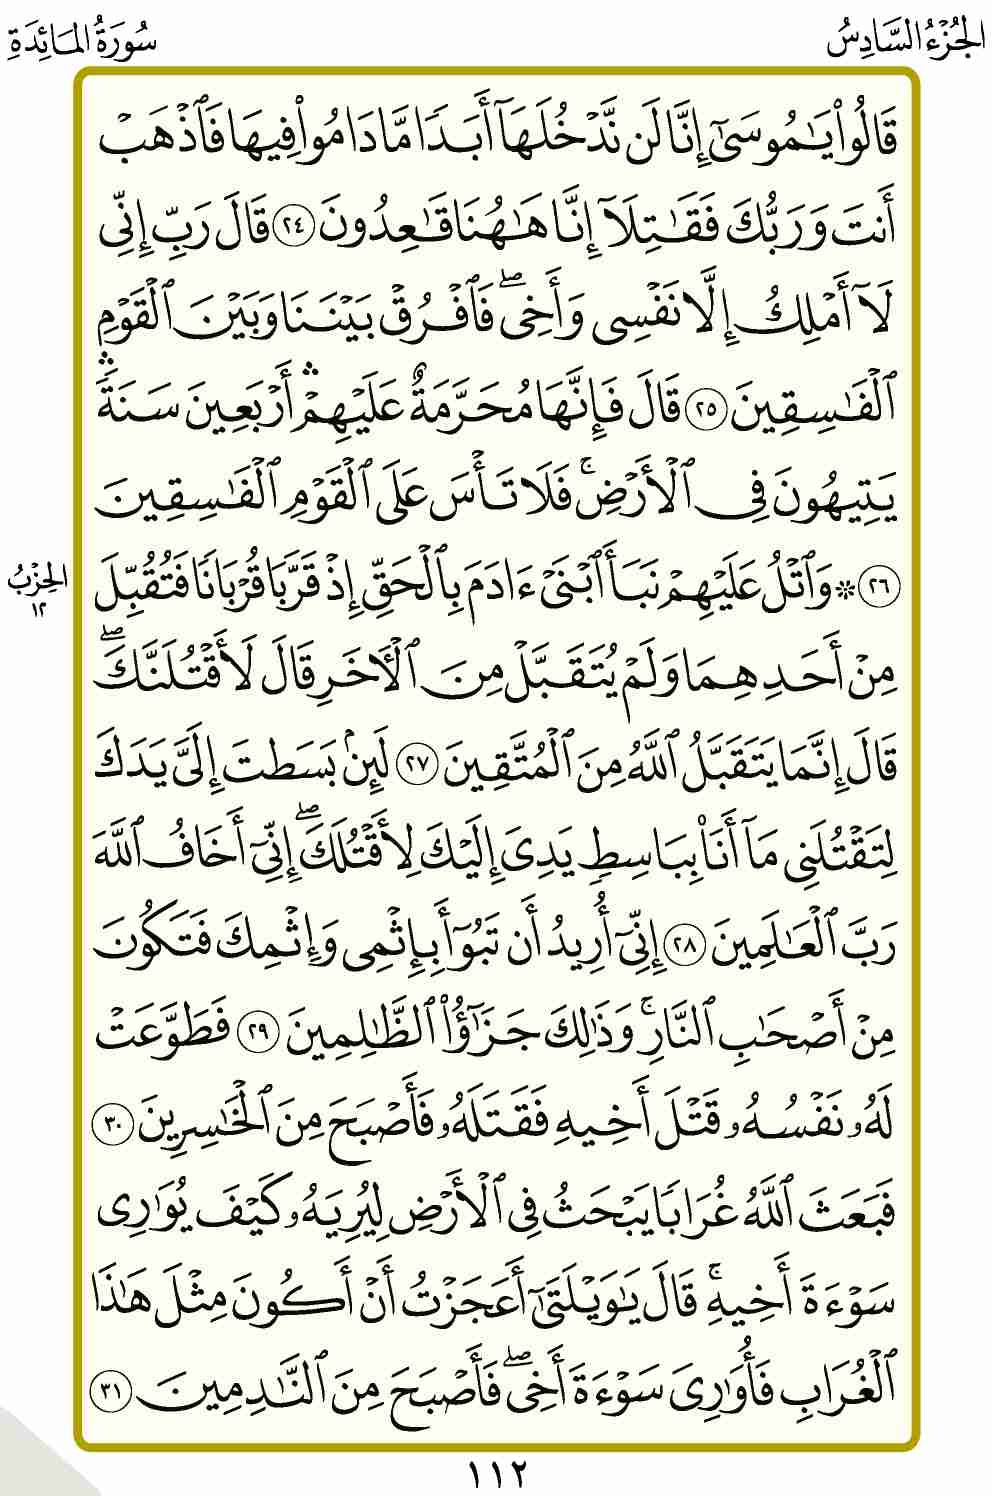 الجُزْءُ السَّادِسُ
سُورَةُ المَائِدَةِ
قَالُوا۟ يَٰمُوسَىٰٓ إِنَّا لَن نَّدْخُلَهَآ أَبَدًا مَّا دَامُوا۟ فِيهَا فَٱذْهَبْ
أَنتَ وَرَبُّكَ فَقَٰتِلَآ إِنَّا هَٰهُنَا قَٰعِدُونَ ٢٤ قَالَ رَبِّ إِنِّى
لَآ أَمْلِكُ إِلَّا نَفْسِى وَأَخِى ۖ فَٱفْرُقْ بَيْنَنَا وَبَيْنَ ٱلْقَوْمِ
ٱلْفَٰسِقِينَ ٢٥ قَالَ فَإِنَّهَا مُحَرَّمَةٌ عَلَيْهِمْ ۛ أَرْبَعِينَ سَنَةً ۛ
يَتِيهُونَ فِى ٱلْأَرْضِ ۚ فَلَا تَأْسَ عَلَى ٱلْقَوْمِ ٱلْفَٰسِقِينَ
٢٦ ۞ وَٱتْلُ عَلَيْهِمْ نَبَأَ ٱبْنَىْ ءَادَمَ بِٱلْحَقِّ إِذْ قَرَّبَا قُرْبَانًا فَتُقُبِّلَ
الحِزْبُ
١٢
مِنْ أَحَدِهِمَا وَلَمْ يُتَقَبَّلْ مِنَ ٱلْءَاخَرِ قَالَ لَأَقْتُلَنَّكَ ۖ
قَالَ إِنَّمَا يَتَقَبَّلُ ٱللَّهُ مِنَ ٱلْمُتَّقِينَ ٢٧ لَئِنۢ بَسَطتَ إِلَىَّ يَدَكَ
لِتَقْتُلَنِى مَآ أَنَا۠ بِبَاسِطٍ يَدِىَ إِلَيْكَ لِأَقْتُلَكَ ۖ إِنِّىٓ أَخَافُ ٱللَّهَ
رَبَّ ٱلْعَٰلَمِينَ ٢٨ إِنِّىٓ أُرِيدُ أَن تَبُوٓأَ بِإِثْمِى وَإِثْمِكَ فَتَكُونَ
مِنْ أَصْحَٰبِ ٱلنَّارِ ۚ وَذَٰلِكَ جَزَٰٓؤُا۟ ٱلظَّٰلِمِينَ ٢٩ فَطَوَّعَتْ
لَهُۥ نَفْسُهُۥ قَتْلَ أَخِيهِ فَقَتَلَهُۥ فَأَصْبَحَ مِنَ ٱلْخَٰسِرِينَ ٣٠
فَبَعَثَ ٱللَّهُ غُرَابًا يَبْحَثُ فِى ٱلْأَرْضِ لِيُرِيَهُۥ كَيْفَ يُوَٰرِى
سَوْءَةَ أَخِيهِ ۚ قَالَ يَٰوَيْلَتَىٰٓ أَعَجَزْتُ أَنْ أَكُونَ مِثْلَ هَٰذَا
ٱلْغُرَابِ فَأُوَٰرِىَ سَوْءَةَ أَخِى ۖ فَأَصْبَحَ مِنَ ٱلنَّٰدِمِينَ ٣١
١١٢